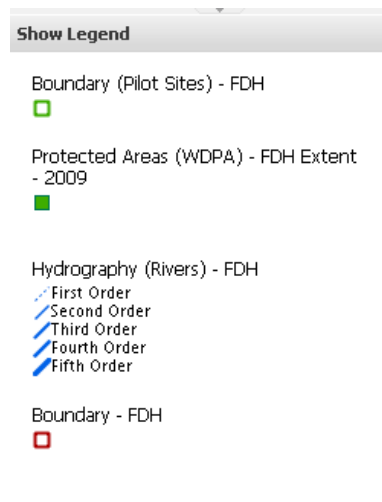 Show Legend
Boundary (Pilot Sites) - FDH
Protected Areas (WDPA) - FDH Extent
- 2009
Hydrography (Rivers) - FDH
First Order
Second Order
Third Order
Fourth Order
Fifth Order
Boundary - FDH